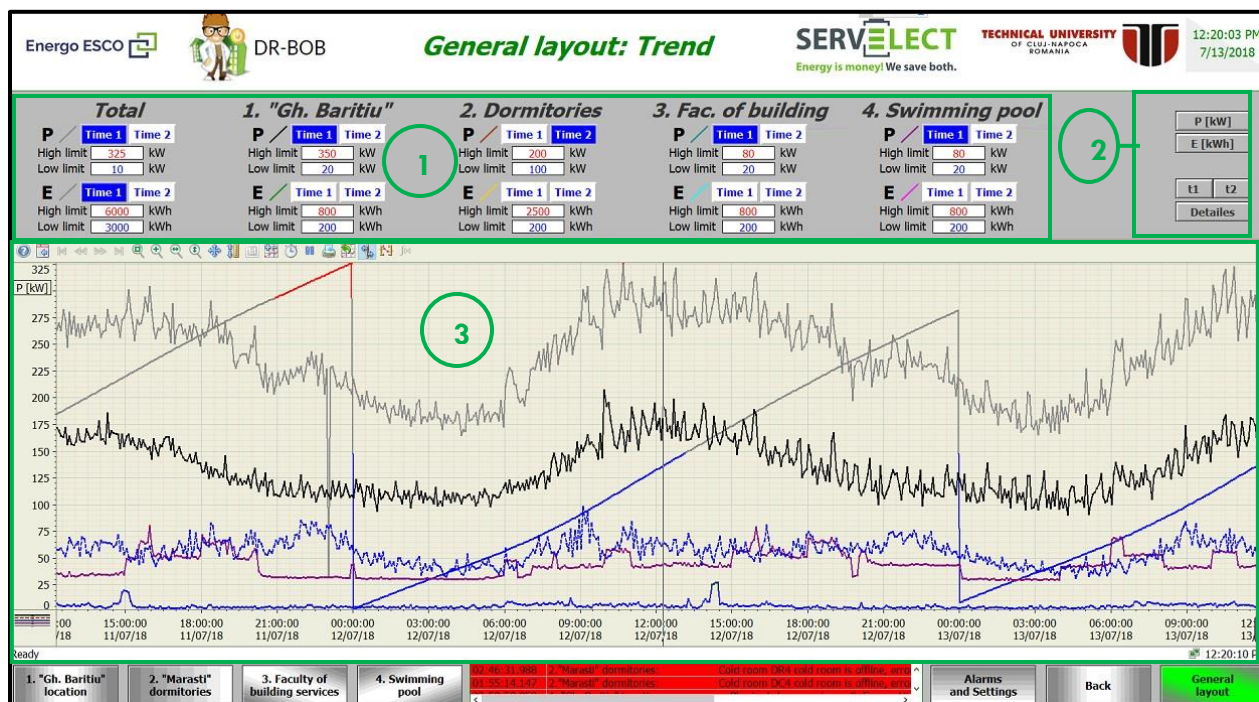 Energo ESCO
DR-BOB
General layout: Trend
SERVELECT
Energy is money! We save both.
TECHNICAL UNIVERSITY
OF CLUJ-NAPOCA
ROMANIA
12:20:03 PM
7/13/2018
Total 1. "Gh. Baritiu" 2. Dormitories 3. Fac. of building 4. Swimming pool
P Time 1 Time 2 P Time 1 Time 2 P Time 1 Time 2 P Time 1 Time 2 P Time 1 Time 2
High limit 325 kW High limit 350 kW High limit 200 kW High limit 80 kW High limit 80 kW
Low limit 10 kW Low limit 20 kW Low limit 100 kW Low limit 20 kW Low limit 20 kW
E Time 1 Time 2 E Time 1 Time 2 E Time 1 Time 2 E Time 1 Time 2 E Time 1 Time 2
High limit 6000 kWh High limit 800 kWh High limit 2500 kWh High limit 800 kWh High limit 800 kWh
Low limit 3000 kWh Low limit 200 kWh Low limit 200 kWh Low limit 200 kWh Low limit 200 kWh
1
2
P [kW]
E [kWh]
t1 t2
Detailes
3
325
P [kW]
275
250
225
200
175
150
125
100
75
50
25
0
:00 15:00:00 18:00:00 21:00:00 00:00:00 03:00:00 06:00:00 09:00:00 12:00:00 15:00:00 18:00:00 21:00:00 00:00:00 03:00:00 06:00:00 09:00:00 12:
/18 11/07/18 11/07/18 11/07/18 12/07/18 12/07/18 12/07/18 12/07/18 12/07/18 12/07/18 12/07/18 12/07/18 13/07/18 13/07/18 13/07/18 13/07/18 13/
Ready 12:20:10 P
1. "Gh. Baritiu"
location
2. "Marasti"
dormitories
3. Faculty of
building services
4. Swimming
pool
02:46:31.988 2."Marasti" dormitories: Cold room DR4 cold room is offline, erro
01:55:14.147 2."Marasti" dormitories: Cold room DC4 cold room is offline, erro
Alarms
and Settings
Back
General
layout